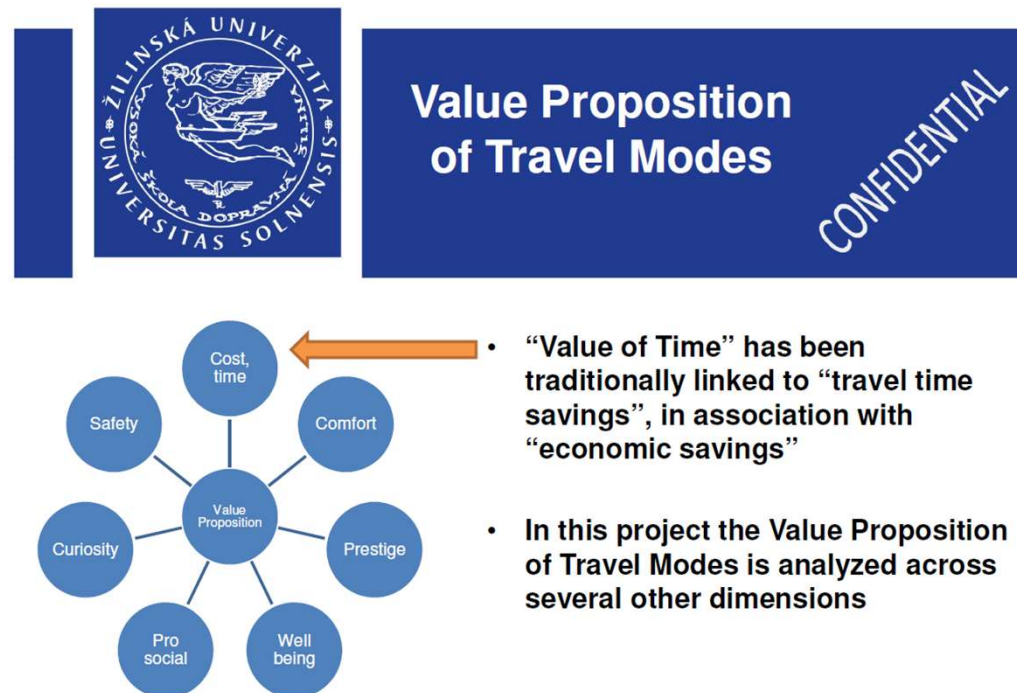 ŽILINSKÁ UNIVERZITA
UNIVERSITAS SOLNENSIS
VYSOKÁ ŠKOLA DOPRAVNÁ
Value Proposition
of Travel Modes
CONFIDENTIAL
Cost,
time
Safety
Comfort
Value
Proposition
Curiosity
Prestige
Pro
social
Well
being
• “Value of Time” has been
traditionally linked to “travel time
savings”, in association with
“economic savings”
• In this project the Value Proposition
of Travel Modes is analyzed across
several other dimensions